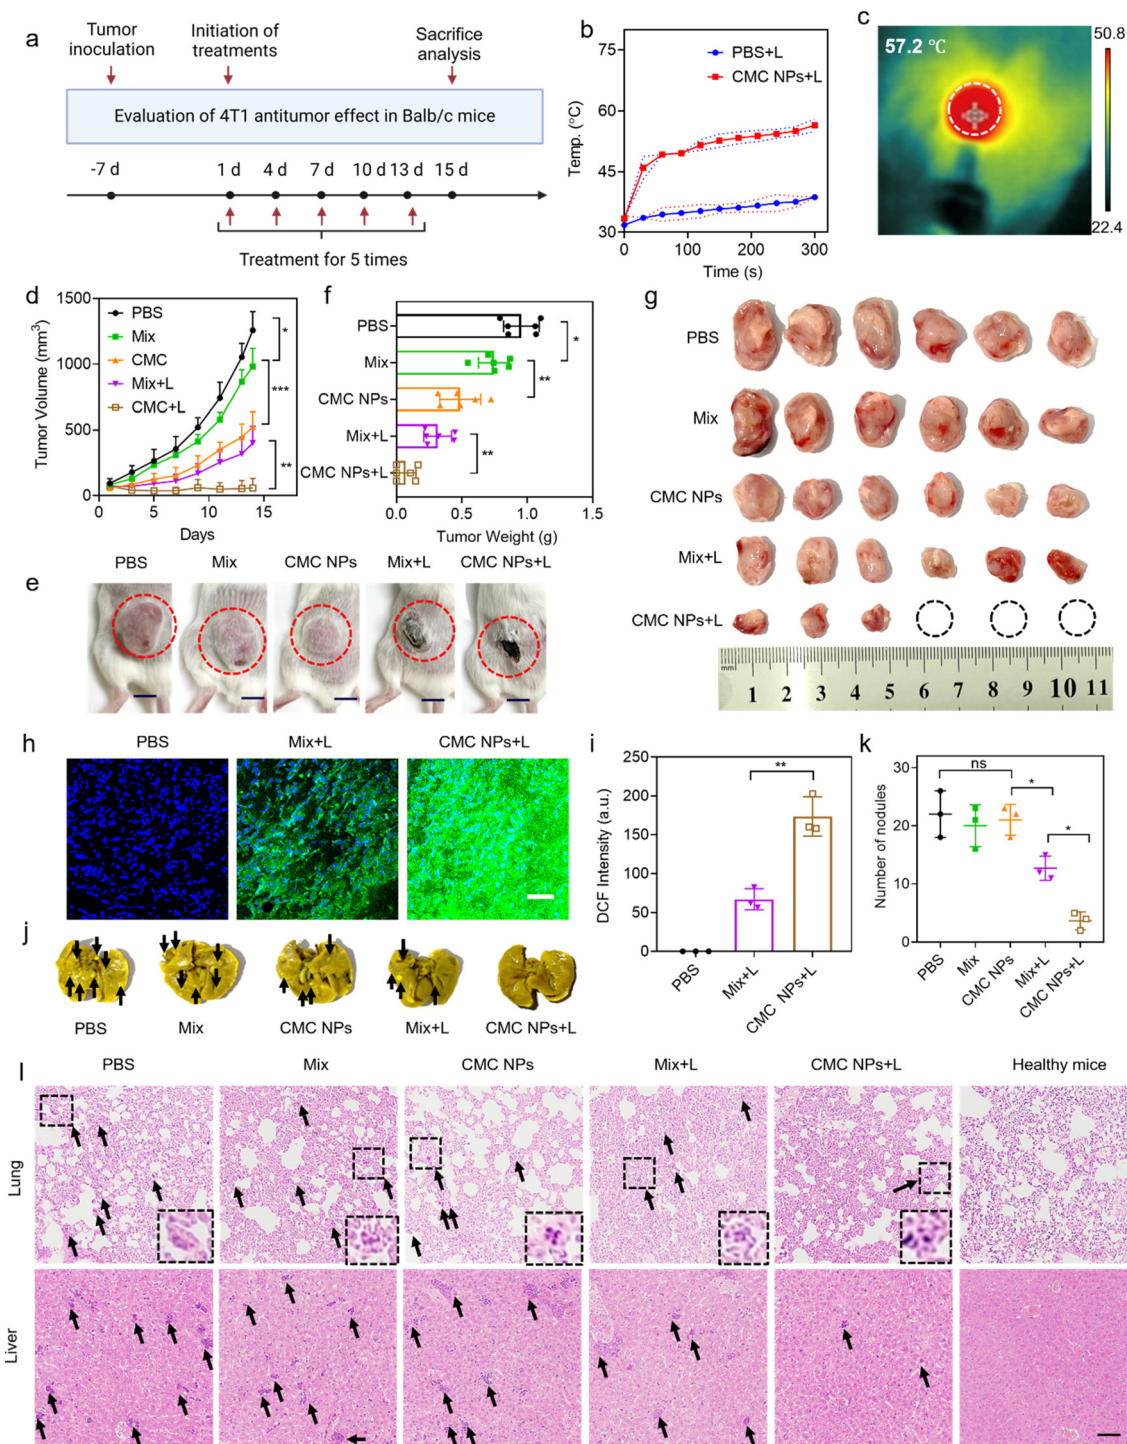 a
Tumor
inoculation
Initiation of
treatments
Sacrifice
analysis
Evaluation of 4T1 antitumor effect in Balb/c mice
-7 d
1 d
4 d
7 d
10 d
13 d
15 d
Treatment for 5 times
b
75
60
45
30
Temp. (°C)
PBS+L
CMC NPs+L
0
100
200
300
Time (s)
c
57.2 °C
50.8
22.4
d
1500
1000
500
0
Tumor Volume (mm³)
PBS
Mix
CMC
Mix+L
CMC+L
*
***
**
0
5
10
15
Days
f
PBS
Mix
CMC NPs
Mix+L
CMC NPs+L
*
**
**
0.0
0.5
1.0
1.5
Tumor Weight (g)
g
PBS
Mix
CMC NPs
Mix+L
CMC NPs+L
mm
1 2 3 4 5 6 7 8 9 10 11
e
PBS
Mix
CMC NPs
Mix+L
CMC NPs+L
h
PBS
Mix+L
CMC NPs+L
i
250
200
150
100
50
0
DCF Intensity (a.u.)
**
PBS
Mix+L
CMC NPs+L
k
30
20
10
0
Number of nodules
ns
*
*
PBS
Mix
CMC NPs
Mix+L
CMC NPs+L
j
PBS
Mix
CMC NPs
Mix+L
CMC NPs+L
l
PBS
Mix
CMC NPs
Mix+L
CMC NPs+L
Healthy mice
Lung
Liver